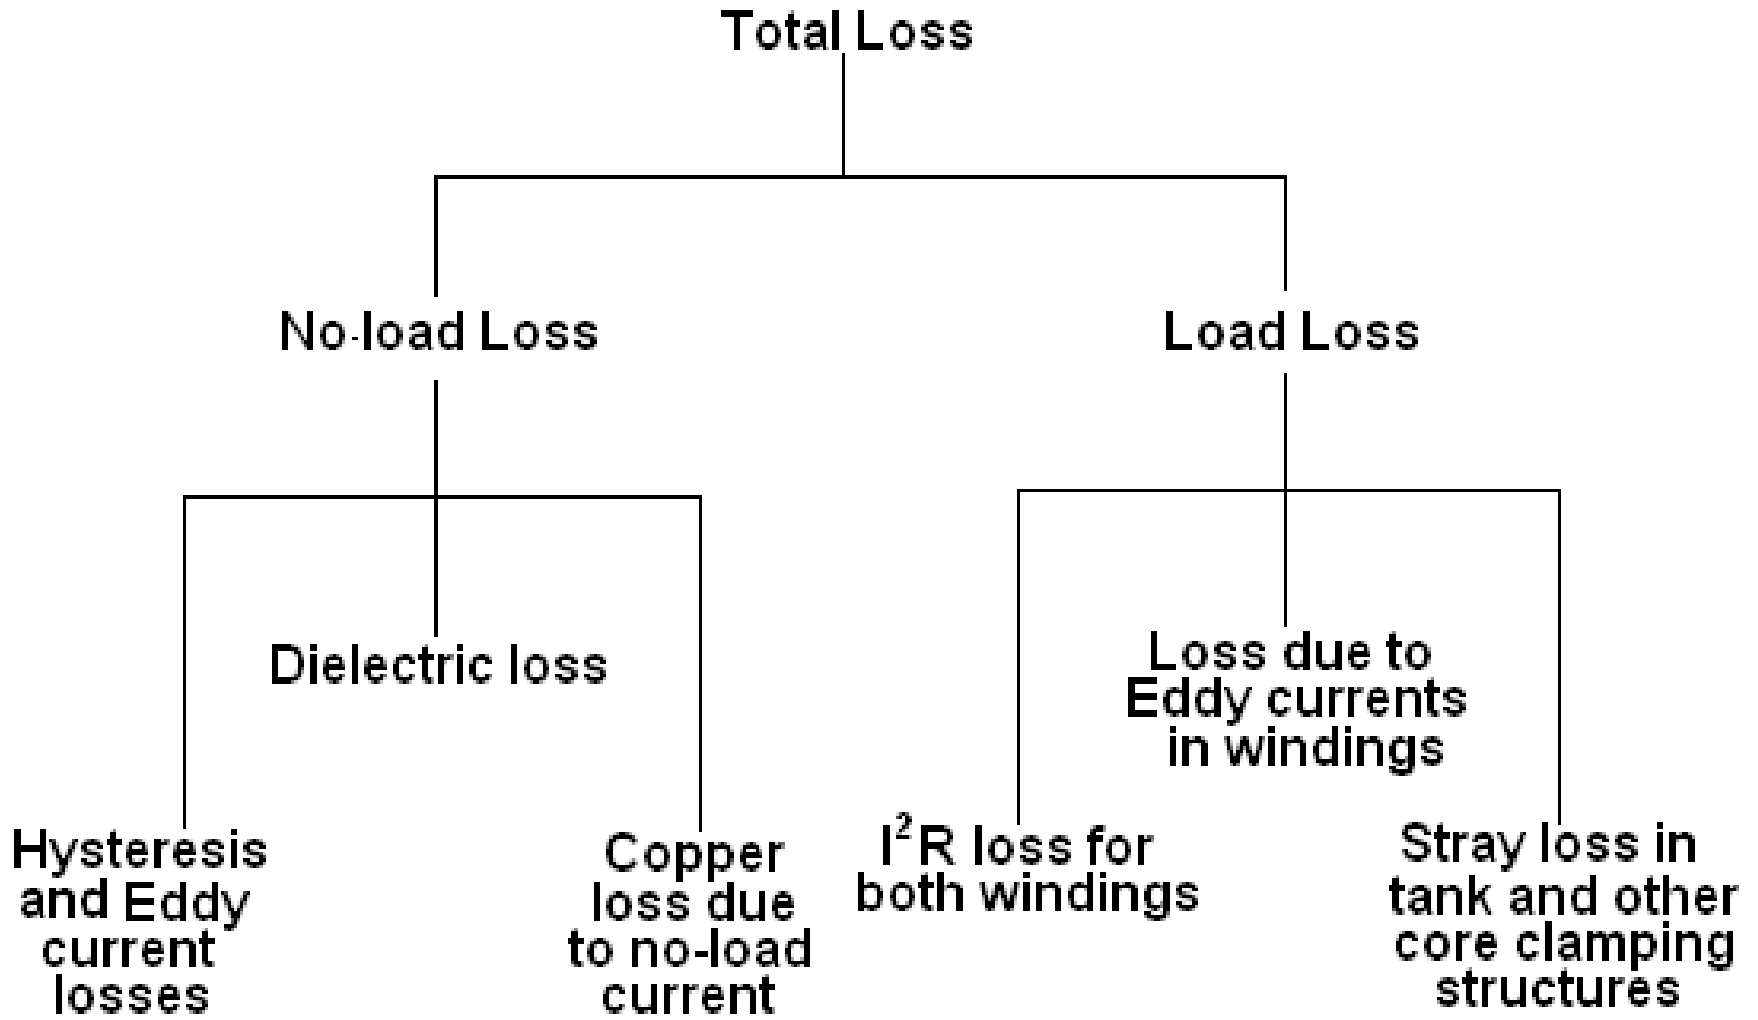 Total Loss
No-load Loss
Load Loss
Dielectric loss
Loss due to
Eddy currents
in windings
Hysteresis
and Eddy
current
losses
Copper
loss due
to no-load
current
I²R loss for
both windings
Stray loss in
tank and other
core clamping
structures